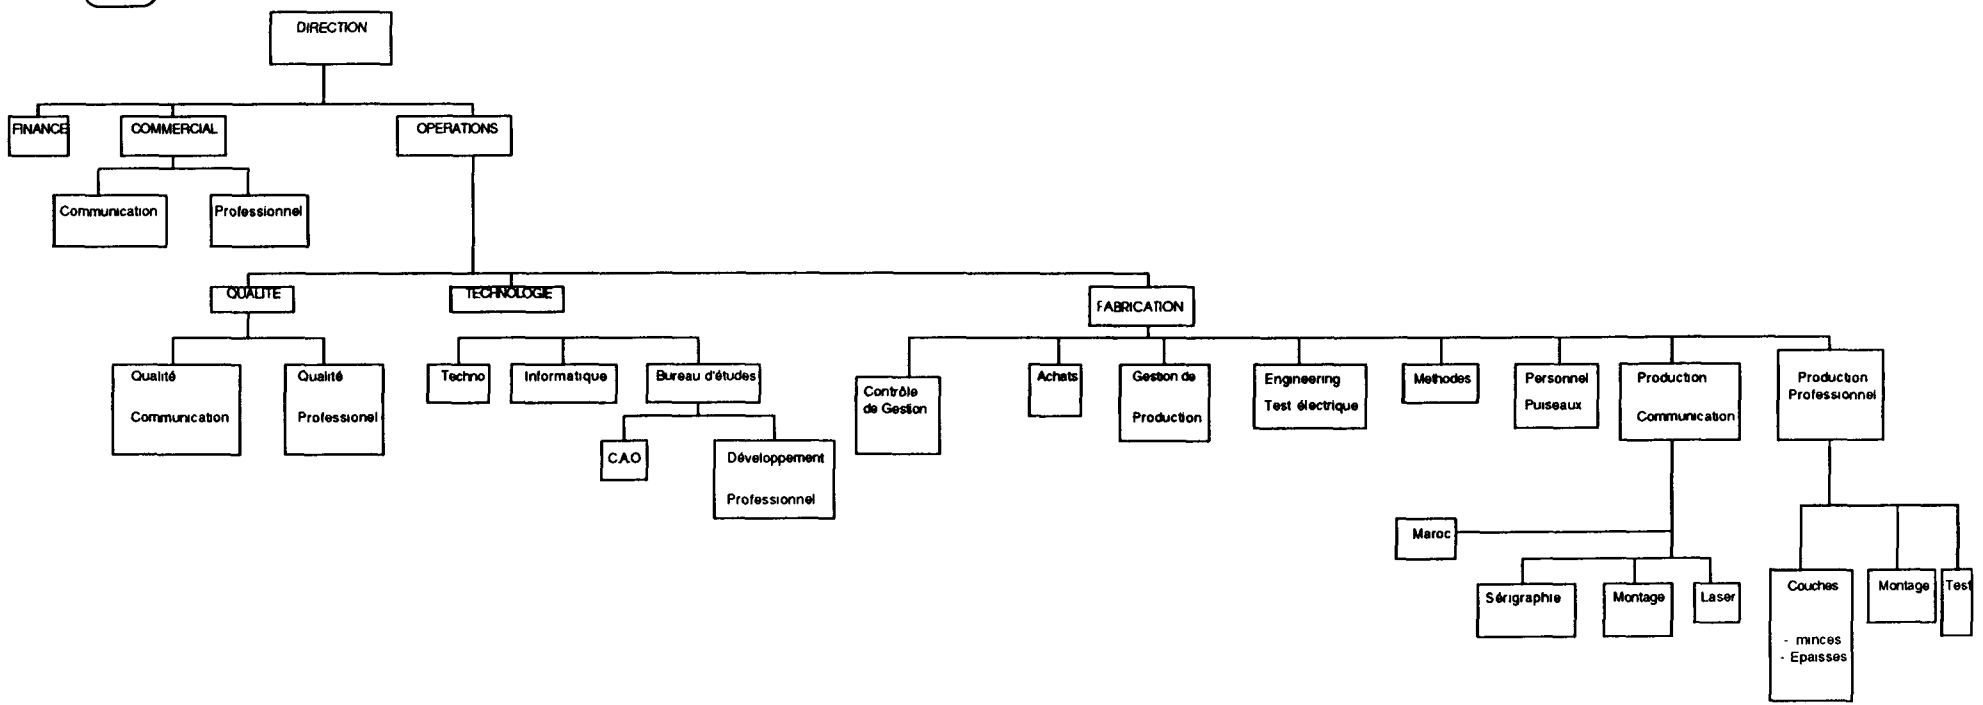 DIRECTION
FINANCE
COMMERCIAL
OPERATIONS
Communication
Professionnel
QUALITE
TECHNOLOGIE
FABRICATION
Qualité
Communication
Qualité
Professionel
Techno
Informatique
Bureau d'études
C.A.O
Développement
Professionnel
Contrôle
de Gestion
Achats
Gestion de
Production
Engineering
Test électrique
Methodes
Personnel
Puiseaux
Production
Communication
Production
Professionnel
Maroc
Sérigraphie
Montage
Laser
Couches
- minces
- Epaisses
Montage
Test